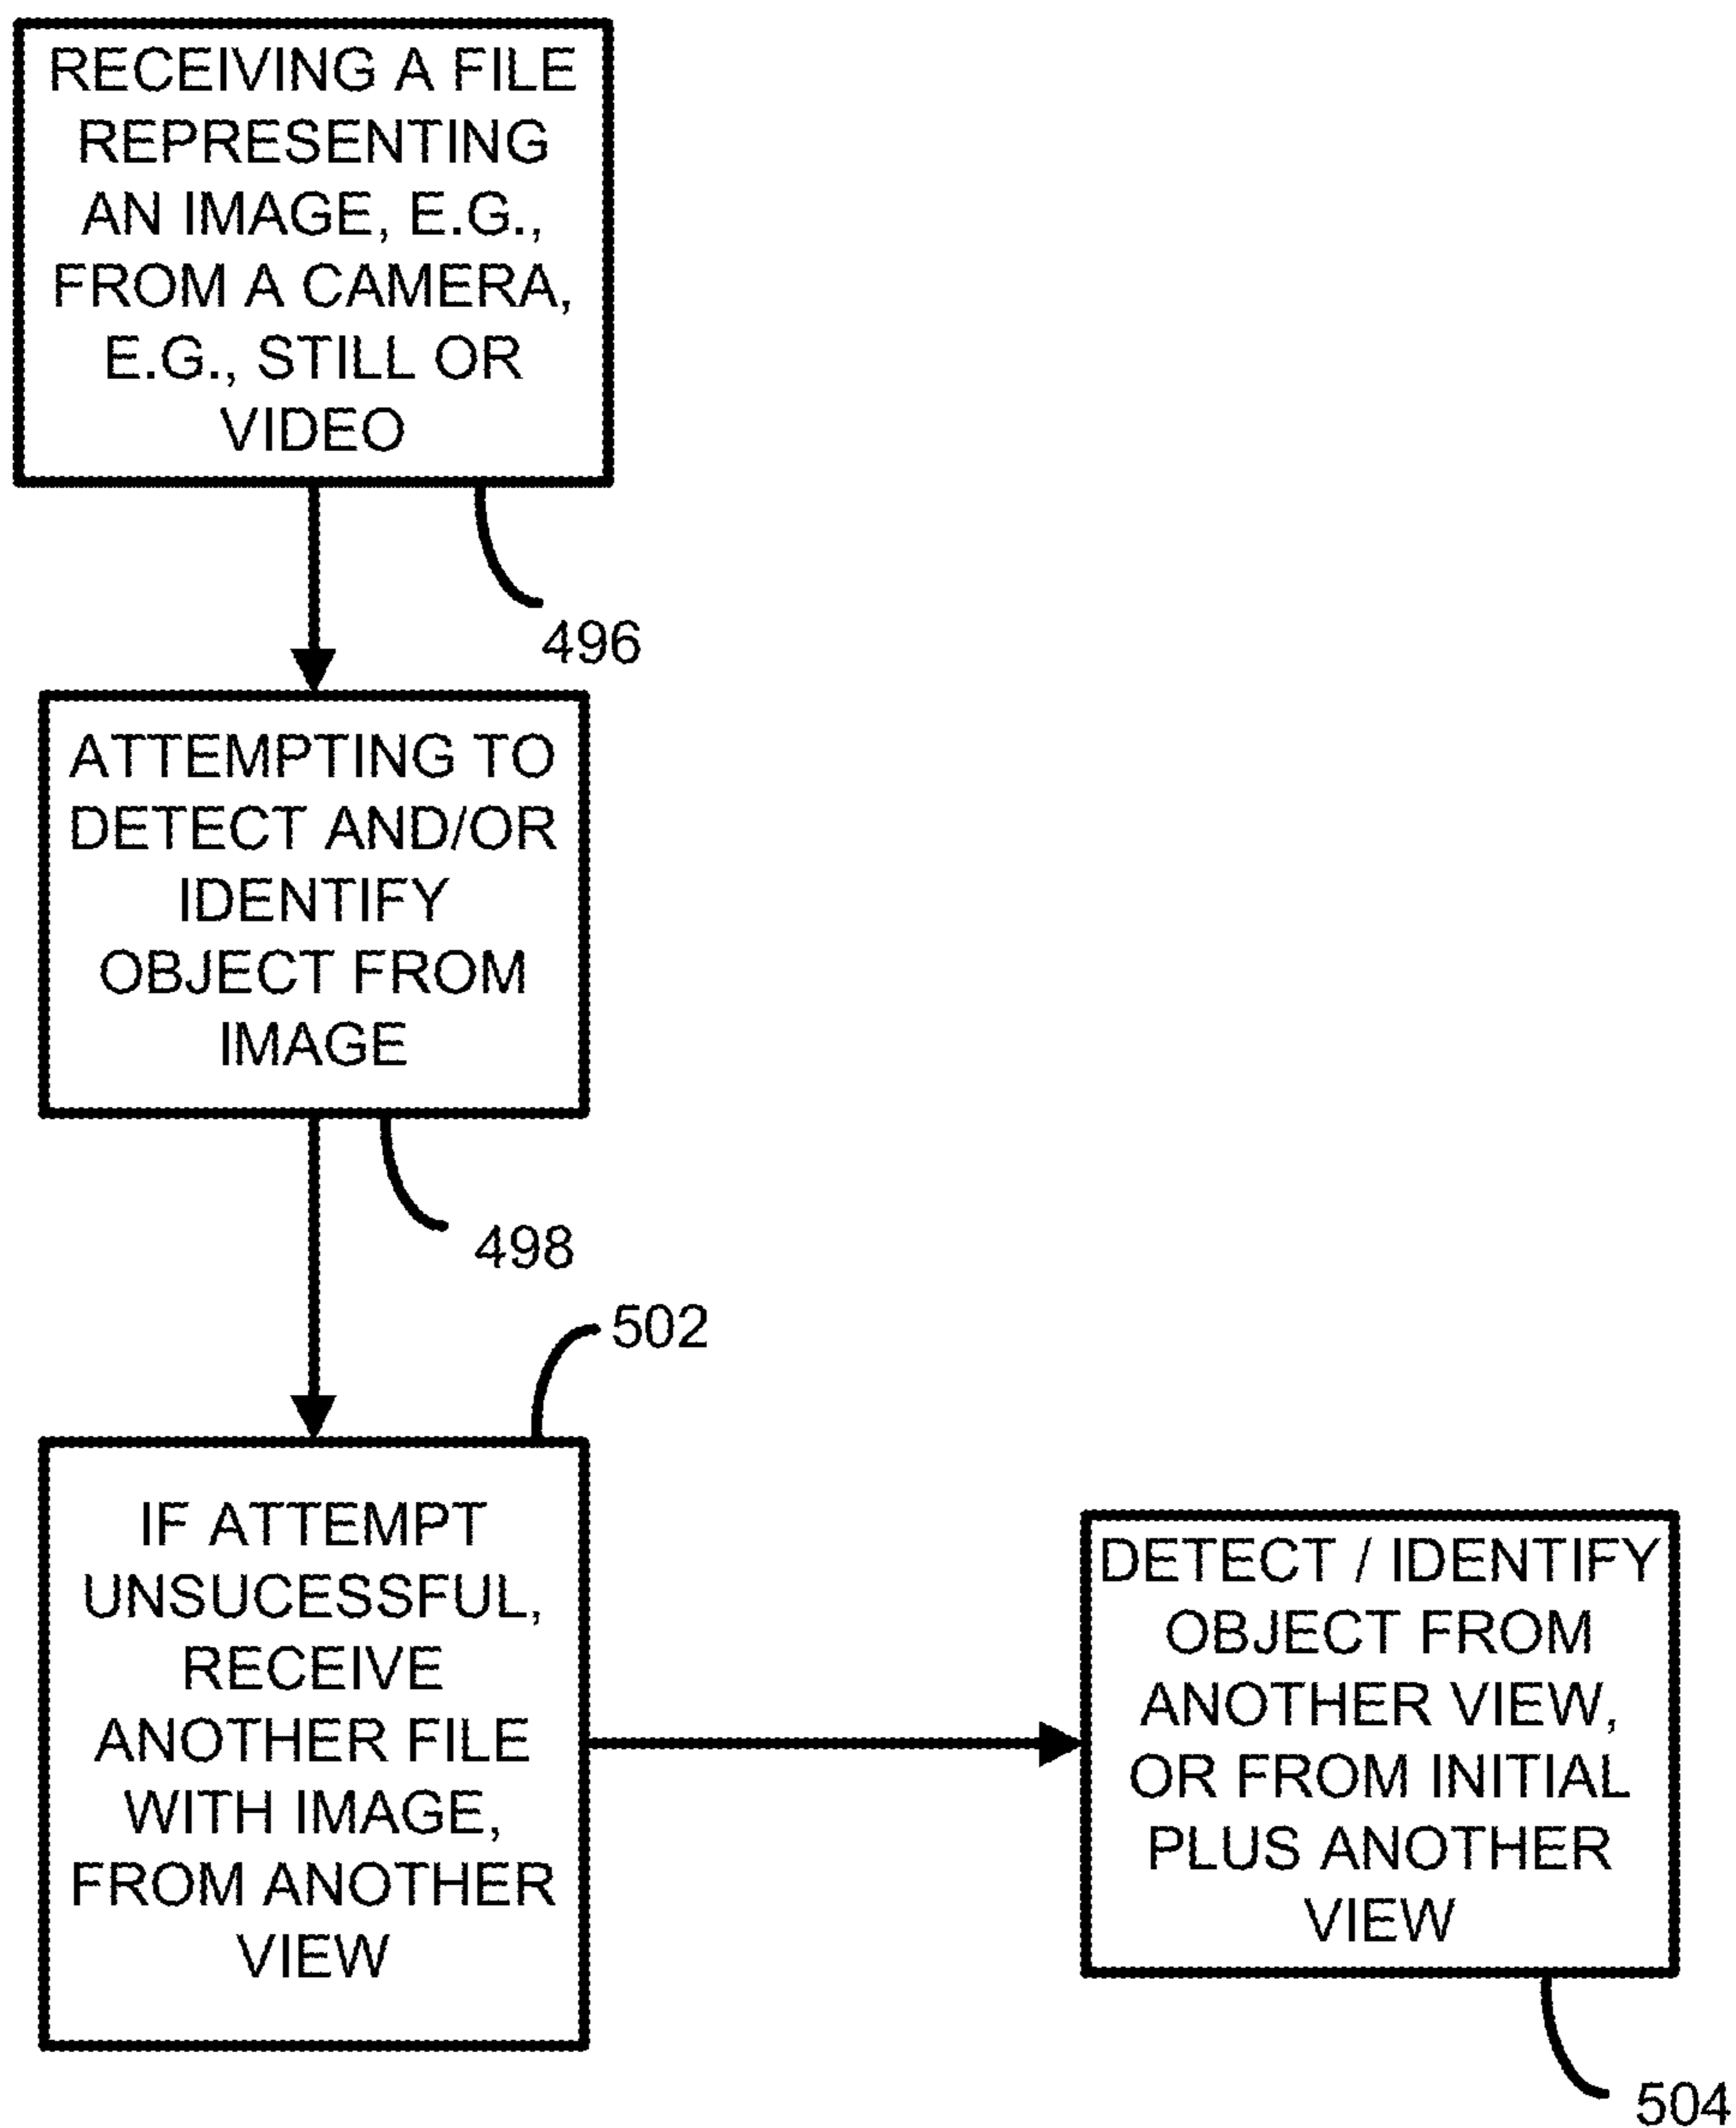 RECEIVING A FILE
REPRESENTING
AN IMAGE, E.G.,
FROM A CAMERA,
E.G., STILL OR
VIDEO
496
ATTEMPTING TO
DETECT AND/OR
IDENTIFY
OBJECT FROM
IMAGE
498
502
IF ATTEMPT
UNSUCESSFUL,
RECEIVE
ANOTHER FILE
WITH IMAGE,
FROM ANOTHER
VIEW
DETECT / IDENTIFY
OBJECT FROM
ANOTHER VIEW,
OR FROM INITIAL
PLUS ANOTHER
VIEW
504